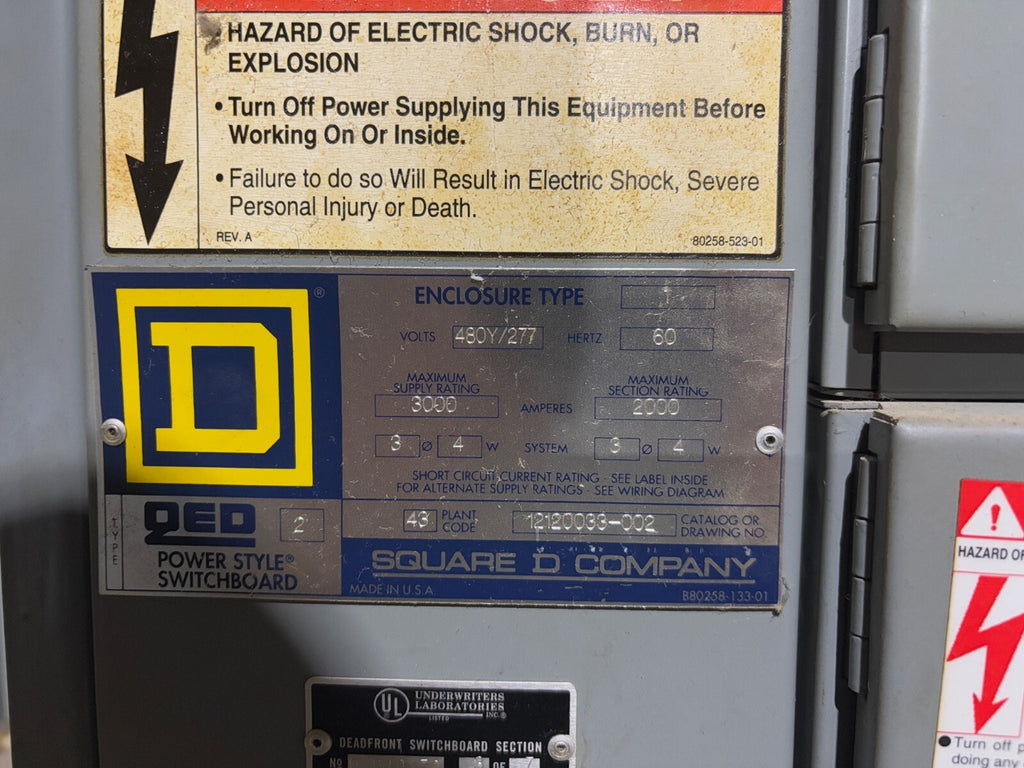 HAZARD OF ELECTRIC SHOCK, BURN, OR
EXPLOSION
• Turn Off Power Supplying This Equipment Before
Working On Or Inside.
• Failure to do so Will Result in Electric Shock, Severe
Personal Injury or Death.
REV. A
80258-523-01
D ®
ENCLOSURE TYPE 1
VOLTS 480Y/277 HERTZ 60
MAXIMUM
SUPPLY RATING
MAXIMUM
SECTION RATING
3000 AMPERES 2000
3 Ø 4 W SYSTEM 3 Ø 4 W
SHORT CIRCUIT CURRENT RATING - SEE LABEL INSIDE
FOR ALTERNATE SUPPLY RATINGS - SEE WIRING DIAGRAM
TYPE
QED 2
POWER STYLE®
SWITCHBOARD
43 PLANT
CODE
12120033-002 CATALOG OR
DRAWING NO.
SQUARE D COMPANY
MADE IN U.S.A
B80258-133-01
UL UNDERWRITERS
LABORATORIES
INC.®
LISTED
DEADFRONT SWITCHBOARD SECTION
NO
OF
HAZARD OF
• Turn off
doing any